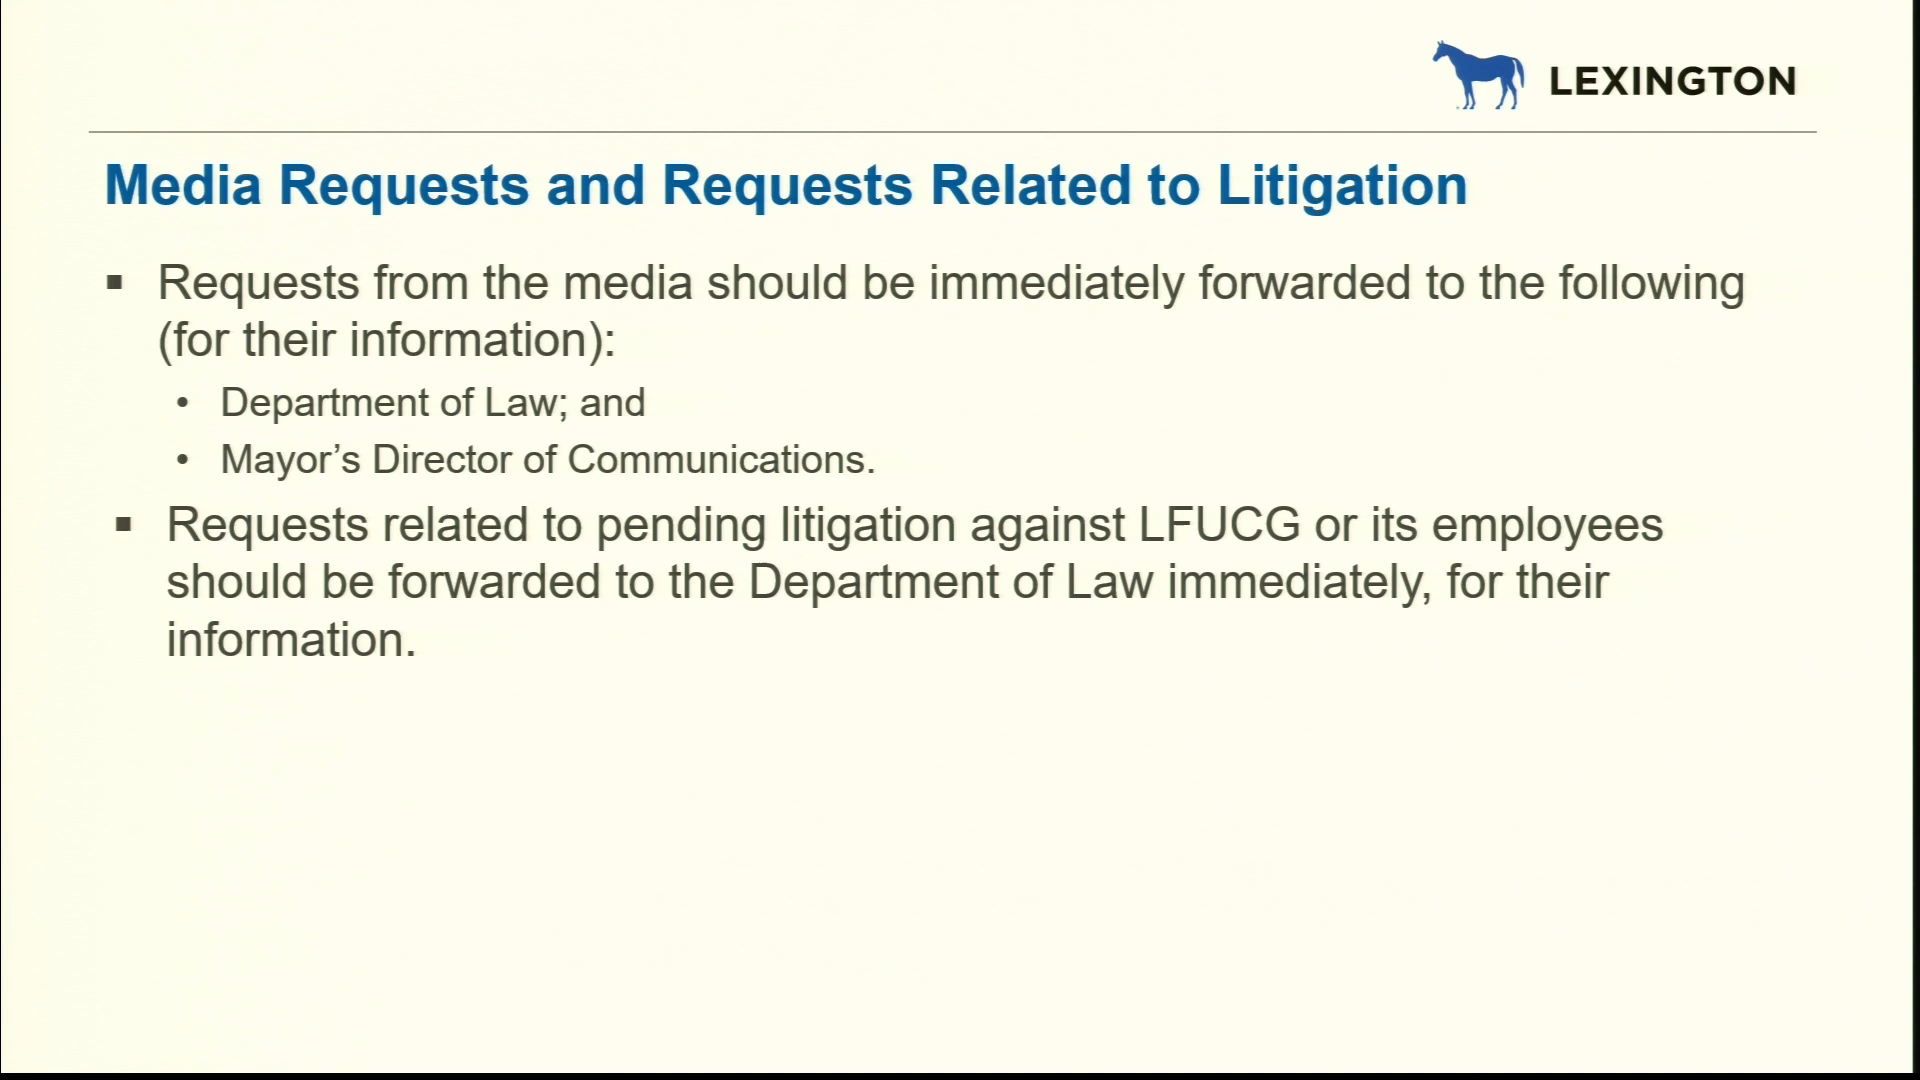 LEXINGTON
Media Requests and Requests Related to Litigation
▪ Requests from the media should be immediately forwarded to the following
(for their information):
• Department of Law; and
• Mayor’s Director of Communications.
▪ Requests related to pending litigation against LFUCG or its employees
should be forwarded to the Department of Law immediately, for their
information.